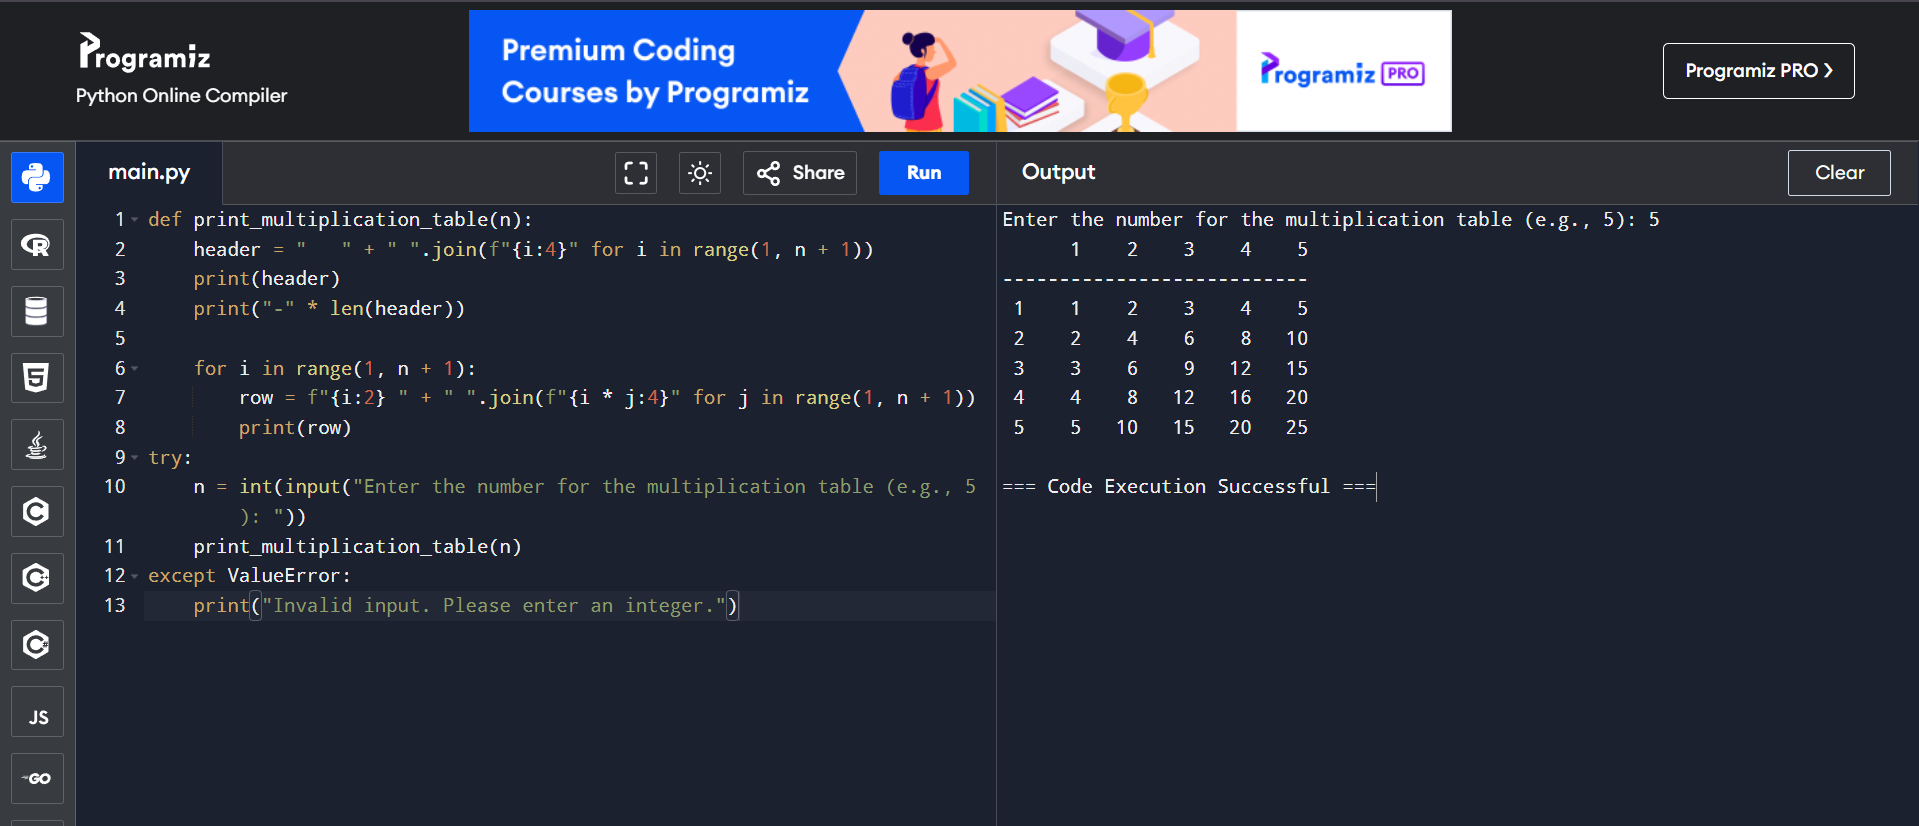 Programiz
Python Online Compiler
Premium Coding
Courses by Programiz
Programiz PRO
Programiz PRO ❯
main.py
Share
Run
Output
Clear
1 def print_multiplication_table(n):
2     header = "   " + " ".join(f"{i:4}" for i in range(1, n + 1))
3     print(header)
4     print("-" * len(header))
5
6     for i in range(1, n + 1):
7         row = f"{i:2} " + " ".join(f"{i * j:4}" for j in range(1, n + 1))
8         print(row)
9 try:
10     n = int(input("Enter the number for the multiplication table (e.g., 5
        ): "))
11     print_multiplication_table(n)
12 except ValueError:
13     print("Invalid input. Please enter an integer.")
Enter the number for the multiplication table (e.g., 5): 5
      1    2    3    4    5
---------------------------
 1    1    2    3    4    5
 2    2    4    6    8   10
 3    3    6    9   12   15
 4    4    8   12   16   20
 5    5   10   15   20   25
=== Code Execution Successful ===
R
5
C
C++
C#
JS
GO